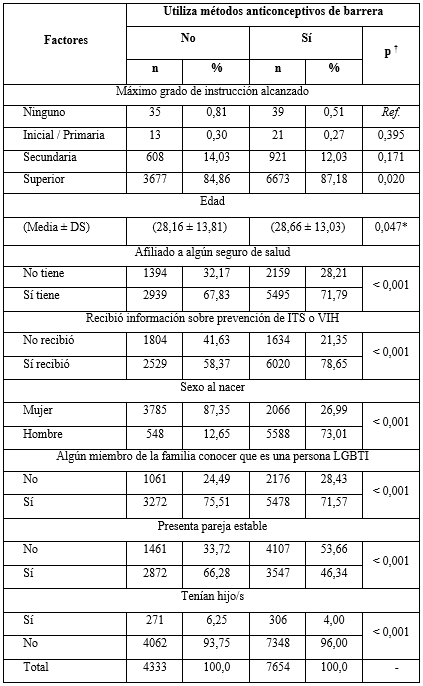 Factores Utiliza métodos anticonceptivos de barrera p †
No Sí
n % n %
Máximo grado de instrucción alcanzado
Ninguno 35 0,81 39 0,51 Ref.
Inicial / Primaria 13 0,30 21 0,27 0,395
Secundaria 608 14,03 921 12,03 0,171
Superior 3677 84,86 6673 87,18 0,020
Edad
(Media ± DS) (28,16 ± 13,81) (28,66 ± 13,03) 0,047*
Afiliado a algún seguro de salud
No tiene 1394 32,17 2159 28,21 < 0,001
Sí tiene 2939 67,83 5495 71,79
Recibió información sobre prevención de ITS o VIH
No recibió 1804 41,63 1634 21,35 < 0,001
Sí recibió 2529 58,37 6020 78,65
Sexo al nacer
Mujer 3785 87,35 2066 26,99 < 0,001
Hombre 548 12,65 5588 73,01
Algún miembro de la familia conocer que es una persona LGBTI
No 1061 24,49 2176 28,43 < 0,001
Sí 3272 75,51 5478 71,57
Presenta pareja estable
No 1461 33,72 4107 53,66 < 0,001
Sí 2872 66,28 3547 46,34
Tenían hijo/s
Sí 271 6,25 306 4,00 < 0,001
No 4062 93,75 7348 96,00
Total 4333 100,0 7654 100,0 -